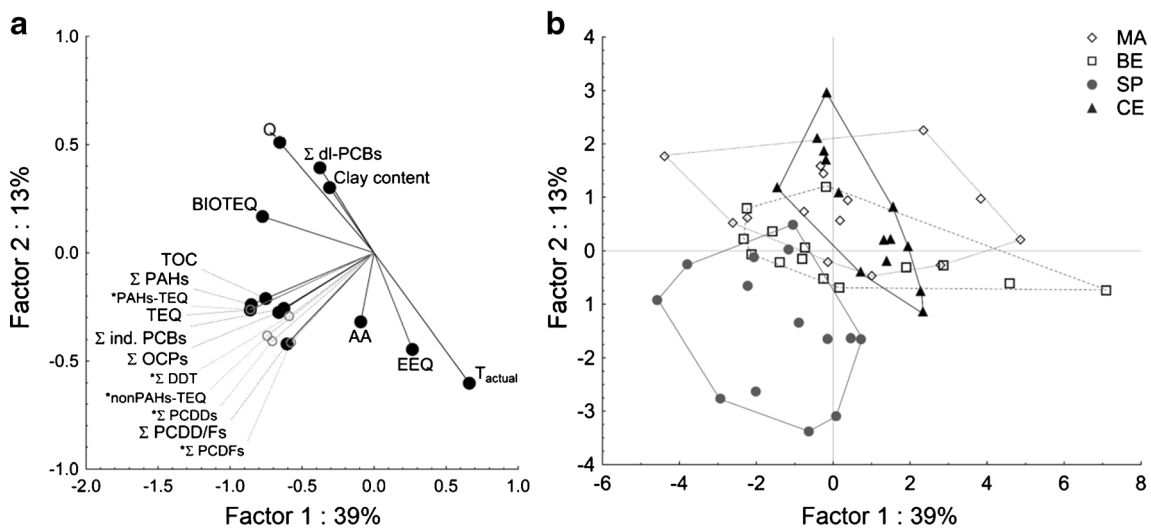 a
1.0
0.5
0.0
-0.5
-1.0
Factor 2 : 13%
Σ dl-PCBs
Clay content
BIOTEQ
TOC
Σ PAHs
*PAHs-TEQ
TEQ
Σ ind. PCBs
Σ OCPs
*Σ DDT
*nonPAHs-TEQ
*Σ PCDDs
Σ PCDD/Fs
*Σ PCDFs
AA
EEQ
Tactual
-2.0 -1.5 -1.0 -0.5 0.0 0.5 1.0
Factor 1 : 39%
b
4
3
2
1
0
-1
-2
-3
-4
Factor 2 : 13%
MA
BE
SP
CE
-6 -4 -2 0 2 4 6 8
Factor 1 : 39%